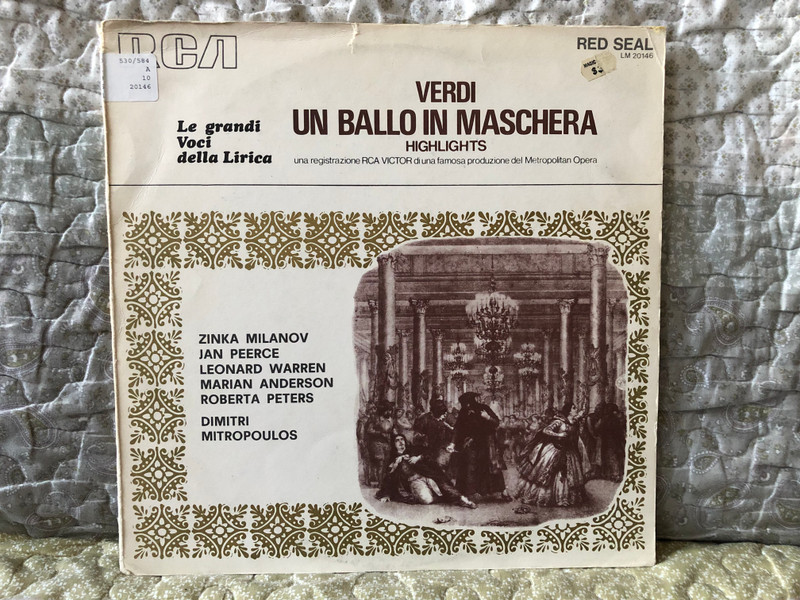 RCA
RED SEAL
LM 20146
530/584
A
10
20146
VERDI
UN BALLO IN MASCHERA
HIGHLIGHTS
una registrazione RCA VICTOR di una famosa produzione del Metropolitan Opera
Le grandi
Voci
della Lirica
ZINKA MILANOV
JAN PEERCE
LEONARD WARREN
MARIAN ANDERSON
ROBERTA PETERS
DIMITRI
MITROPOULOS